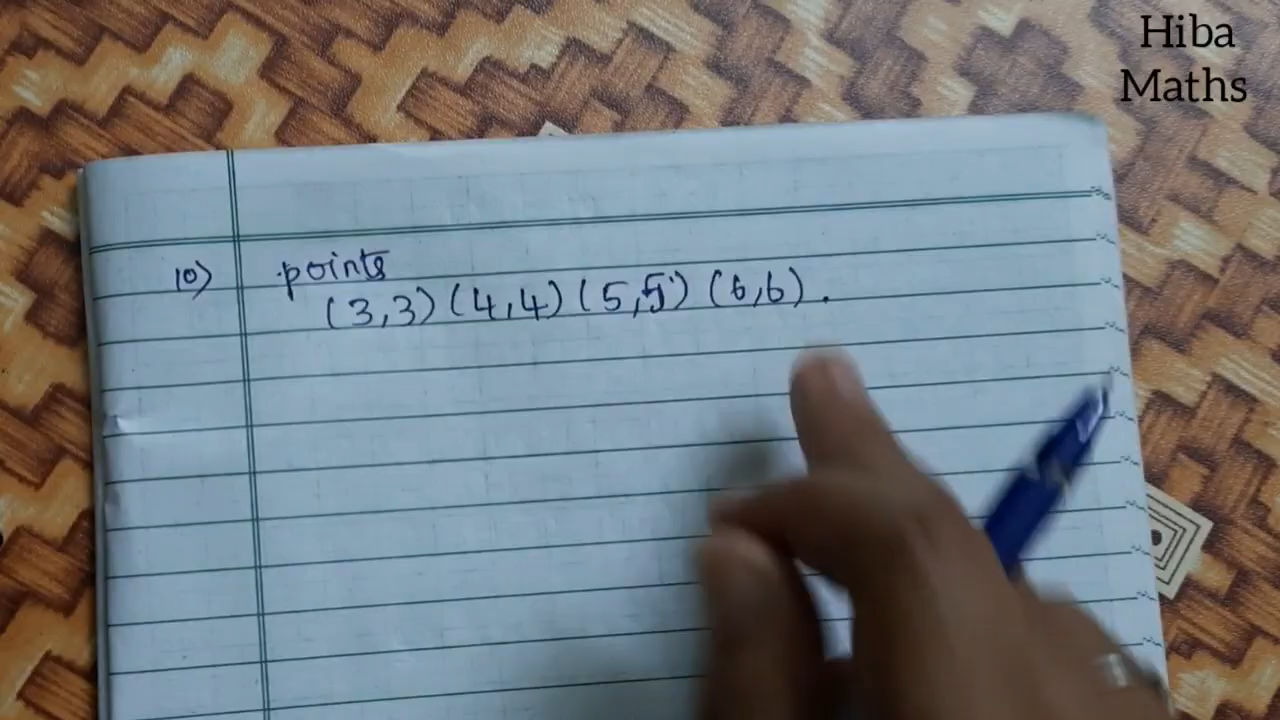 Hiba
Maths
10) points
(3,3) (4,4) (5,5) (6,6).